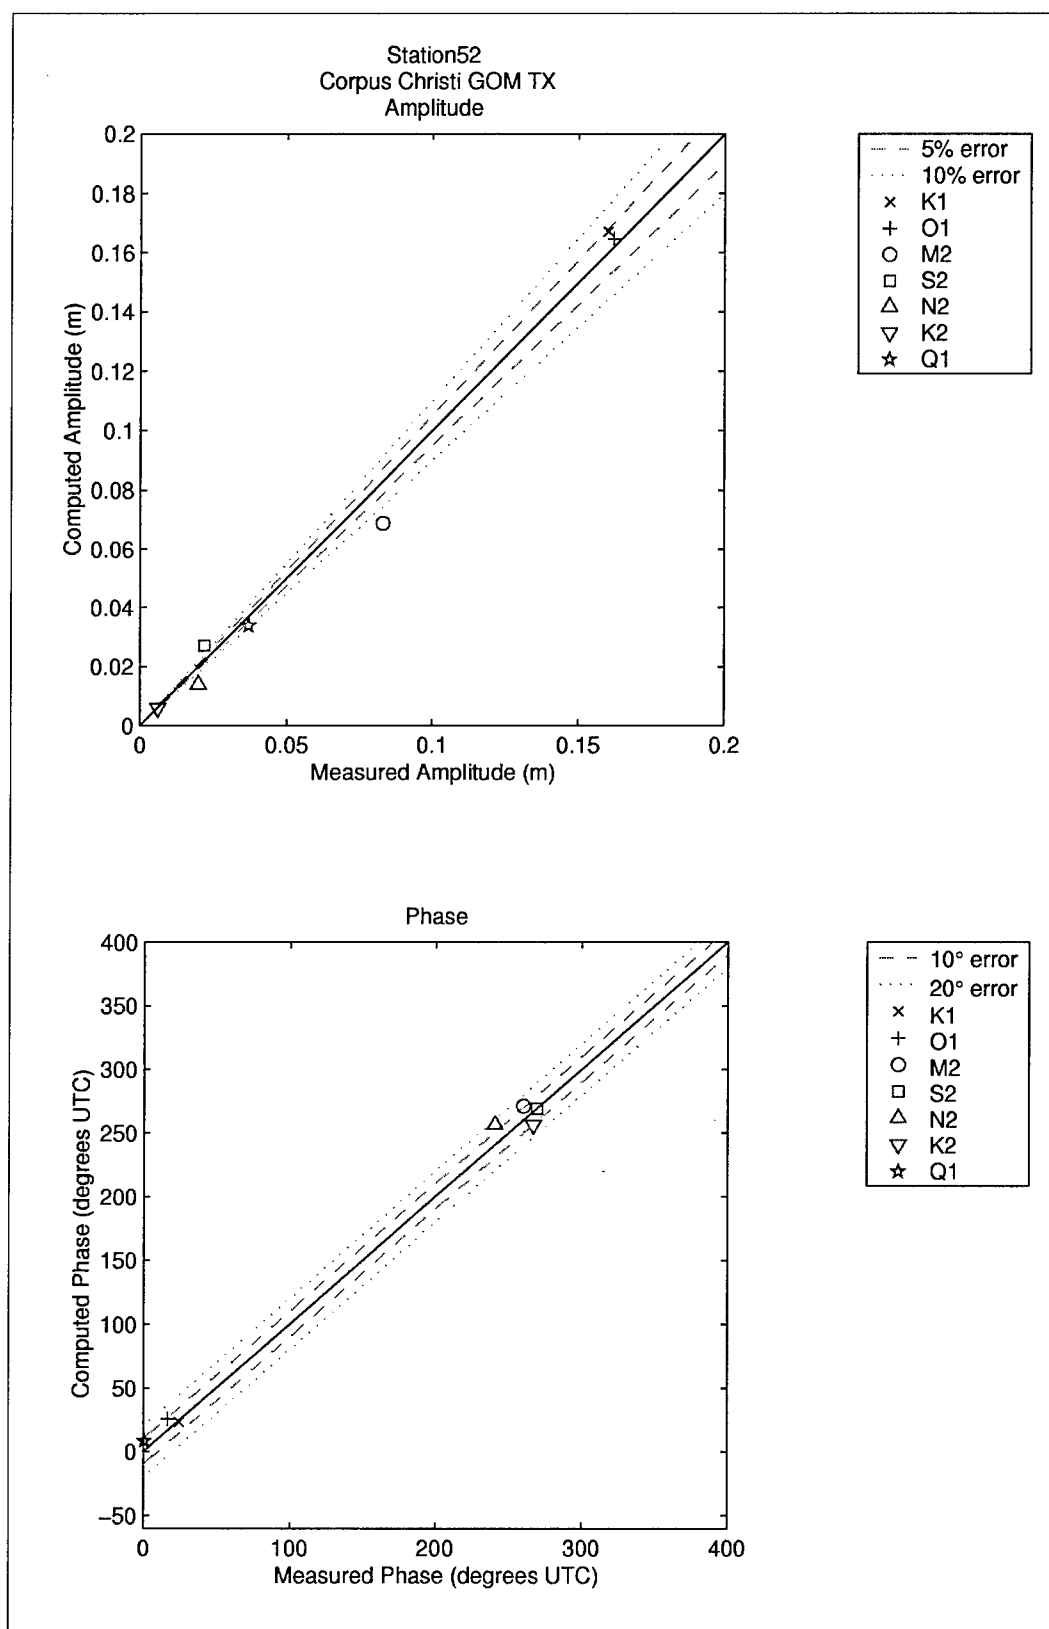 Station52
Corpus Christi GOM TX
Amplitude
0.2
0.18
0.16
0.14
0.12
0.1
0.08
0.06
0.04
0.02
0
Computed Amplitude (m)
0
0.05
0.1
0.15
0.2
Measured Amplitude (m)
5% error
10% error
K1
O1
M2
S2
N2
K2
Q1
Phase
400
350
300
250
200
150
100
50
0
−50
Computed Phase (degrees UTC)
0
100
200
300
400
Measured Phase (degrees UTC)
10° error
20° error
K1
O1
M2
S2
N2
K2
Q1